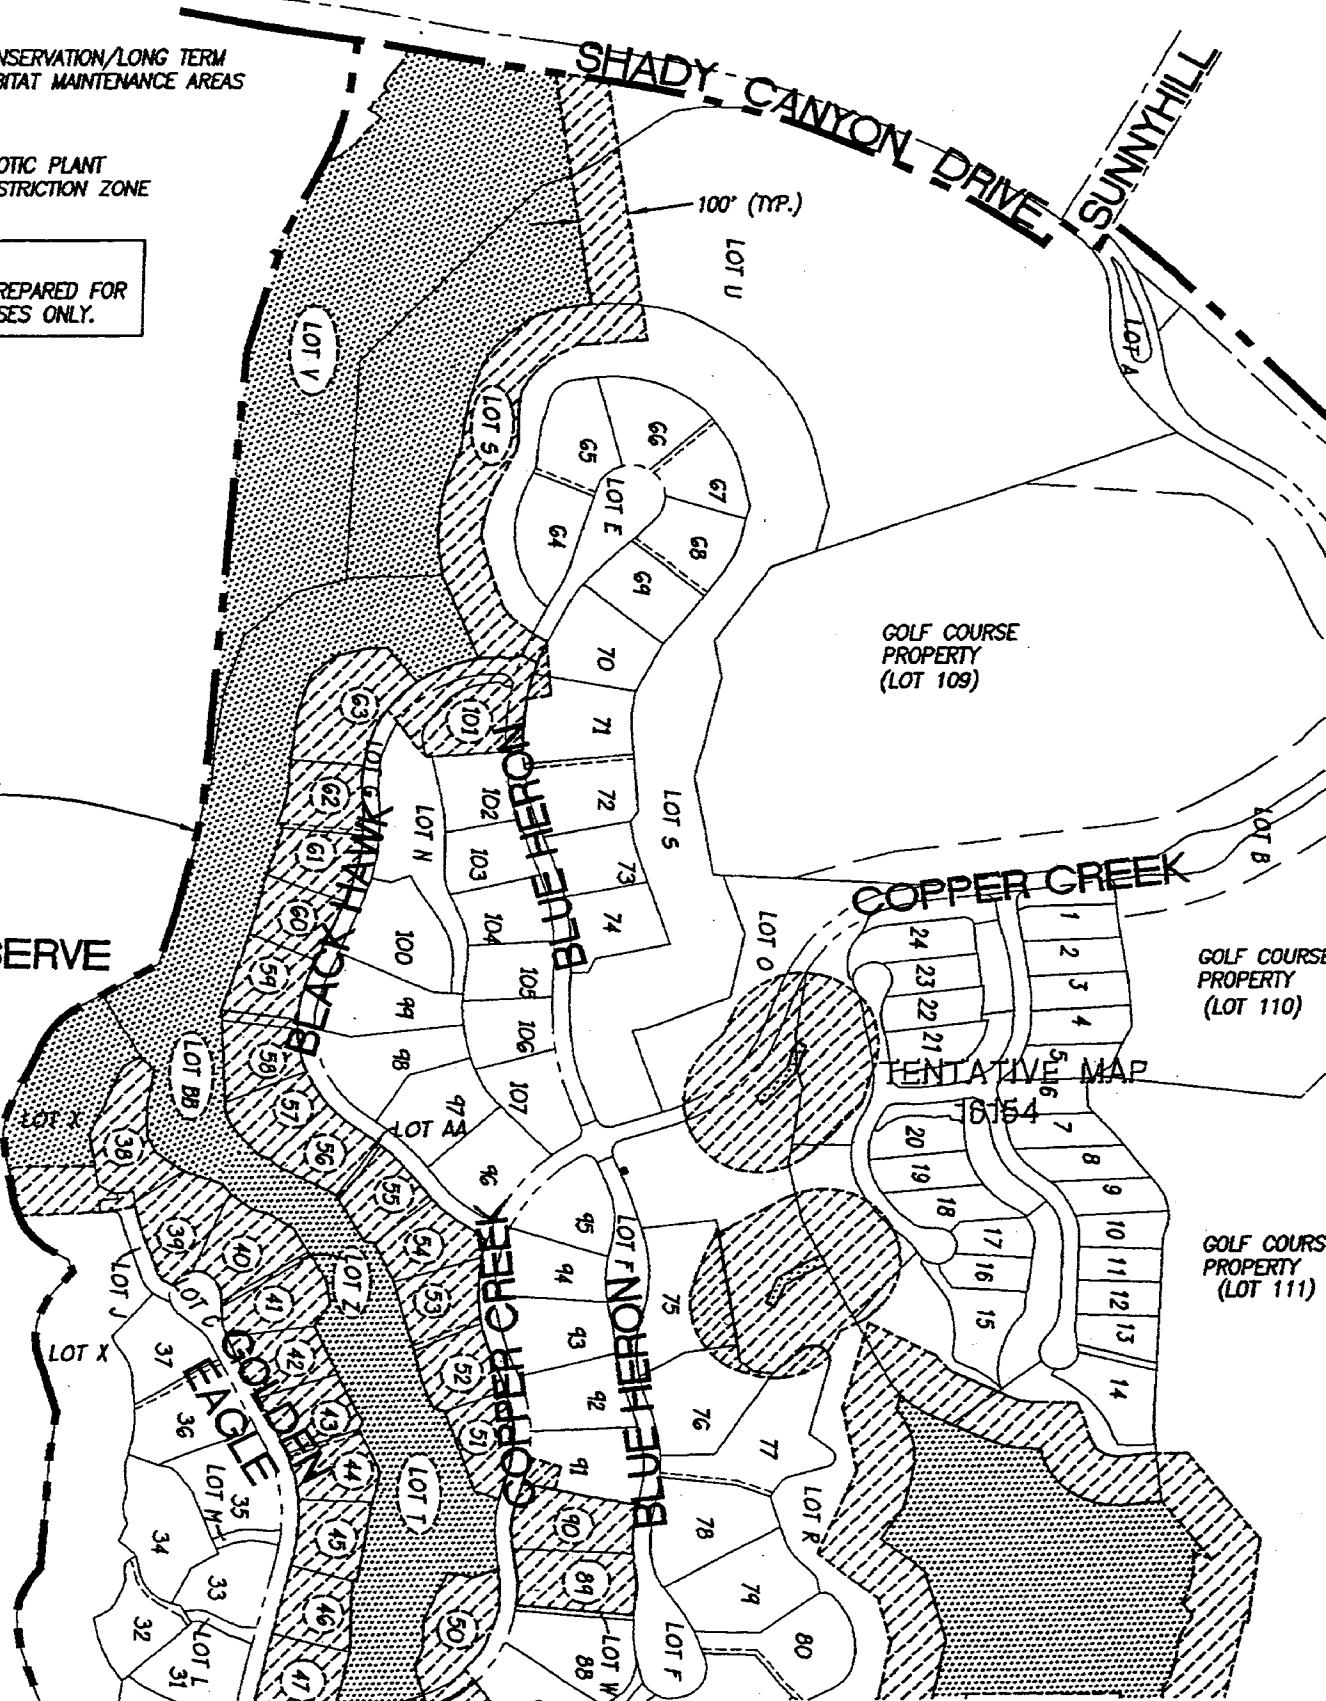 NSERVATION/LONG TERM
BITAT MAINTENANCE AREAS
OTIC PLANT
STRICTION ZONE
REPARED FOR
SES ONLY.
SHADY CANYON DRIVE
SUNNYHILL
100' (TYP.)
LOT U
LOT A
LOT V
LOT S
65
66
67
LOT E
64
68
69
70
GOLF COURSE
PROPERTY
(LOT 109)
63
101
71
LOT G
62
LOT N
102
72
LOT S
61
103
73
LOT B
BLACK HAWK
BLUE HERON
COPPER CREEK
60
100
104
74
LOT O
24
1
SERVE
59
99
105
23
2
GOLF COURSE
PROPERTY
(LOT 110)
22
3
21
4
58
98
106
5
6
LOT BB
TENTATIVE MAP
16154
57
97
107
LOT X
38
LOT AA
20
7
56
96
19
8
55
18
9
39
40
54
95
LOT F
17
10
LOT J
LOT C
41
LOT Z
53
94
75
16
11
GOLF COURS
PROPERTY
(LOT 111)
12
LOT X
37
42
52
93
15
13
GOLDEN
EAGLE
COPPER CREEK
BLUE HERON
36
43
51
92
76
14
44
91
77
LOT M
35
LOT T
LOT R
34
45
90
78
33
46
89
79
32
50
LOT F
80
LOT L
31
47
88
LOT W